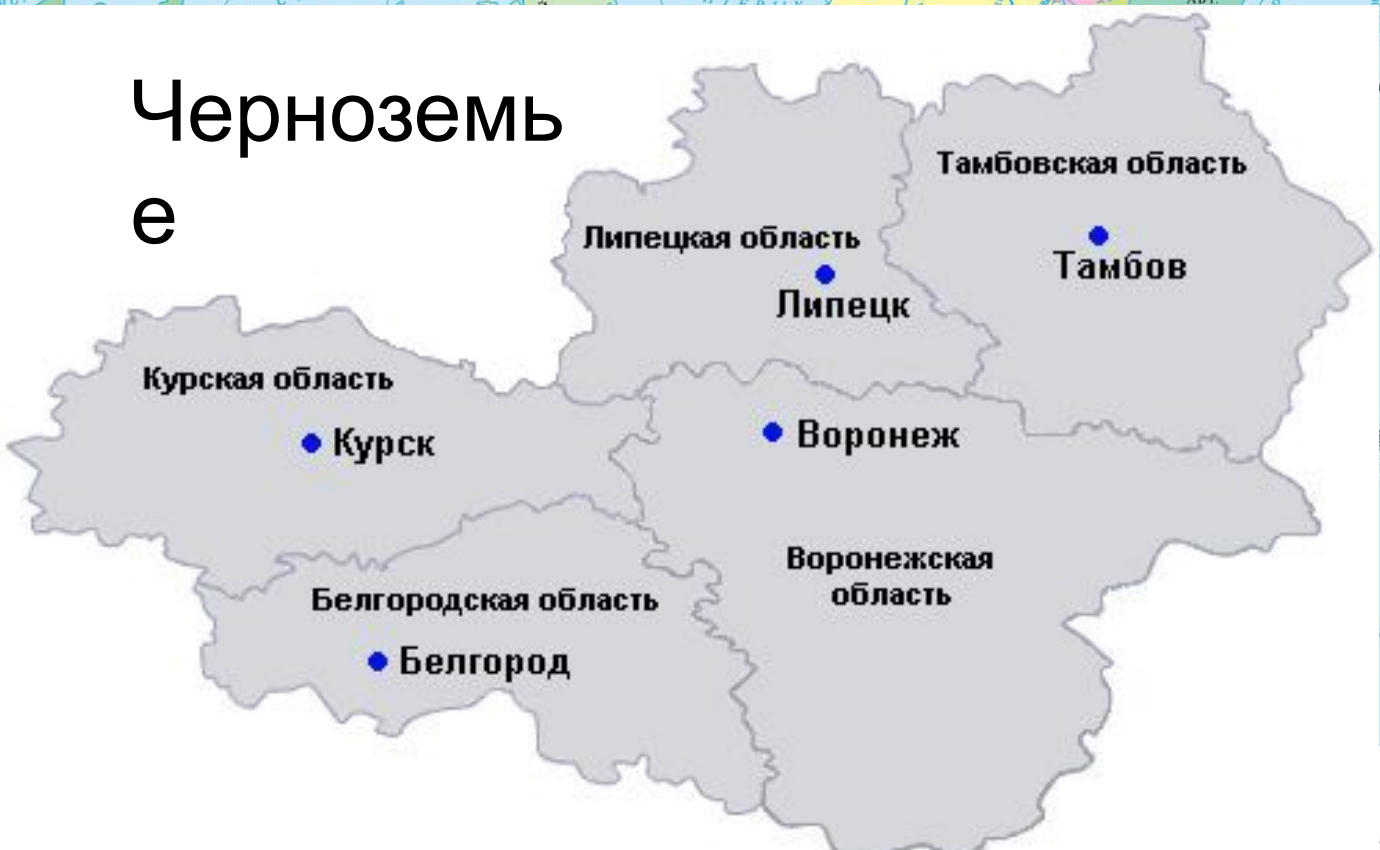 Черноземь
е
Тамбовская область
Тамбов
Липецкая область
Липецк
Курская область
Курск
Воронеж
Воронежская
область
Белгородская область
Белгород